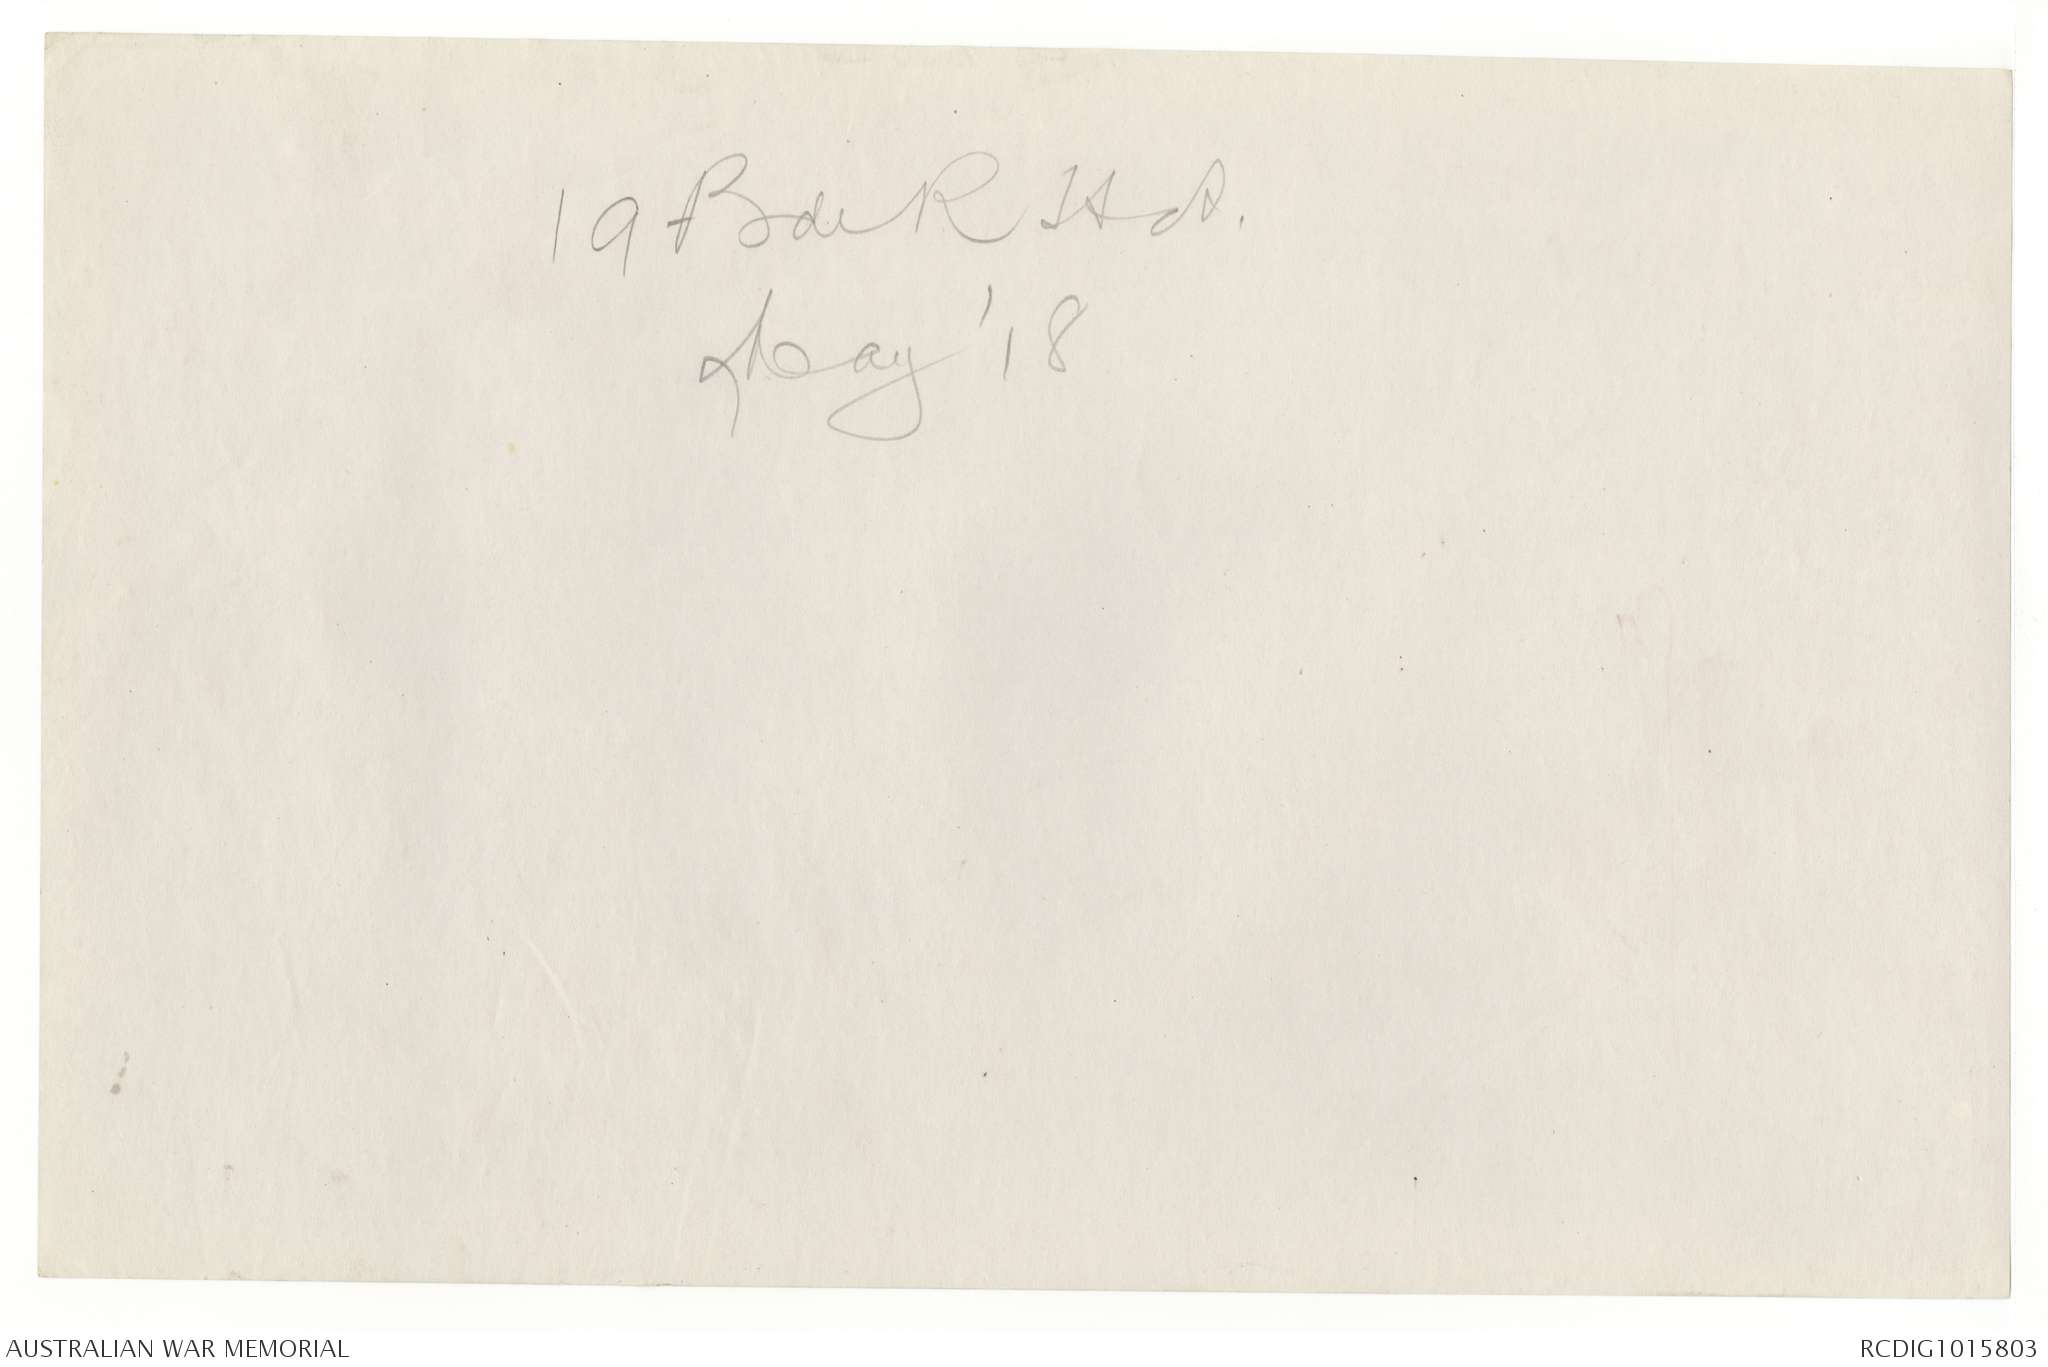 19 Bde R H A.
May '18
AUSTRALIAN WAR MEMORIAL
RCDIG1015803